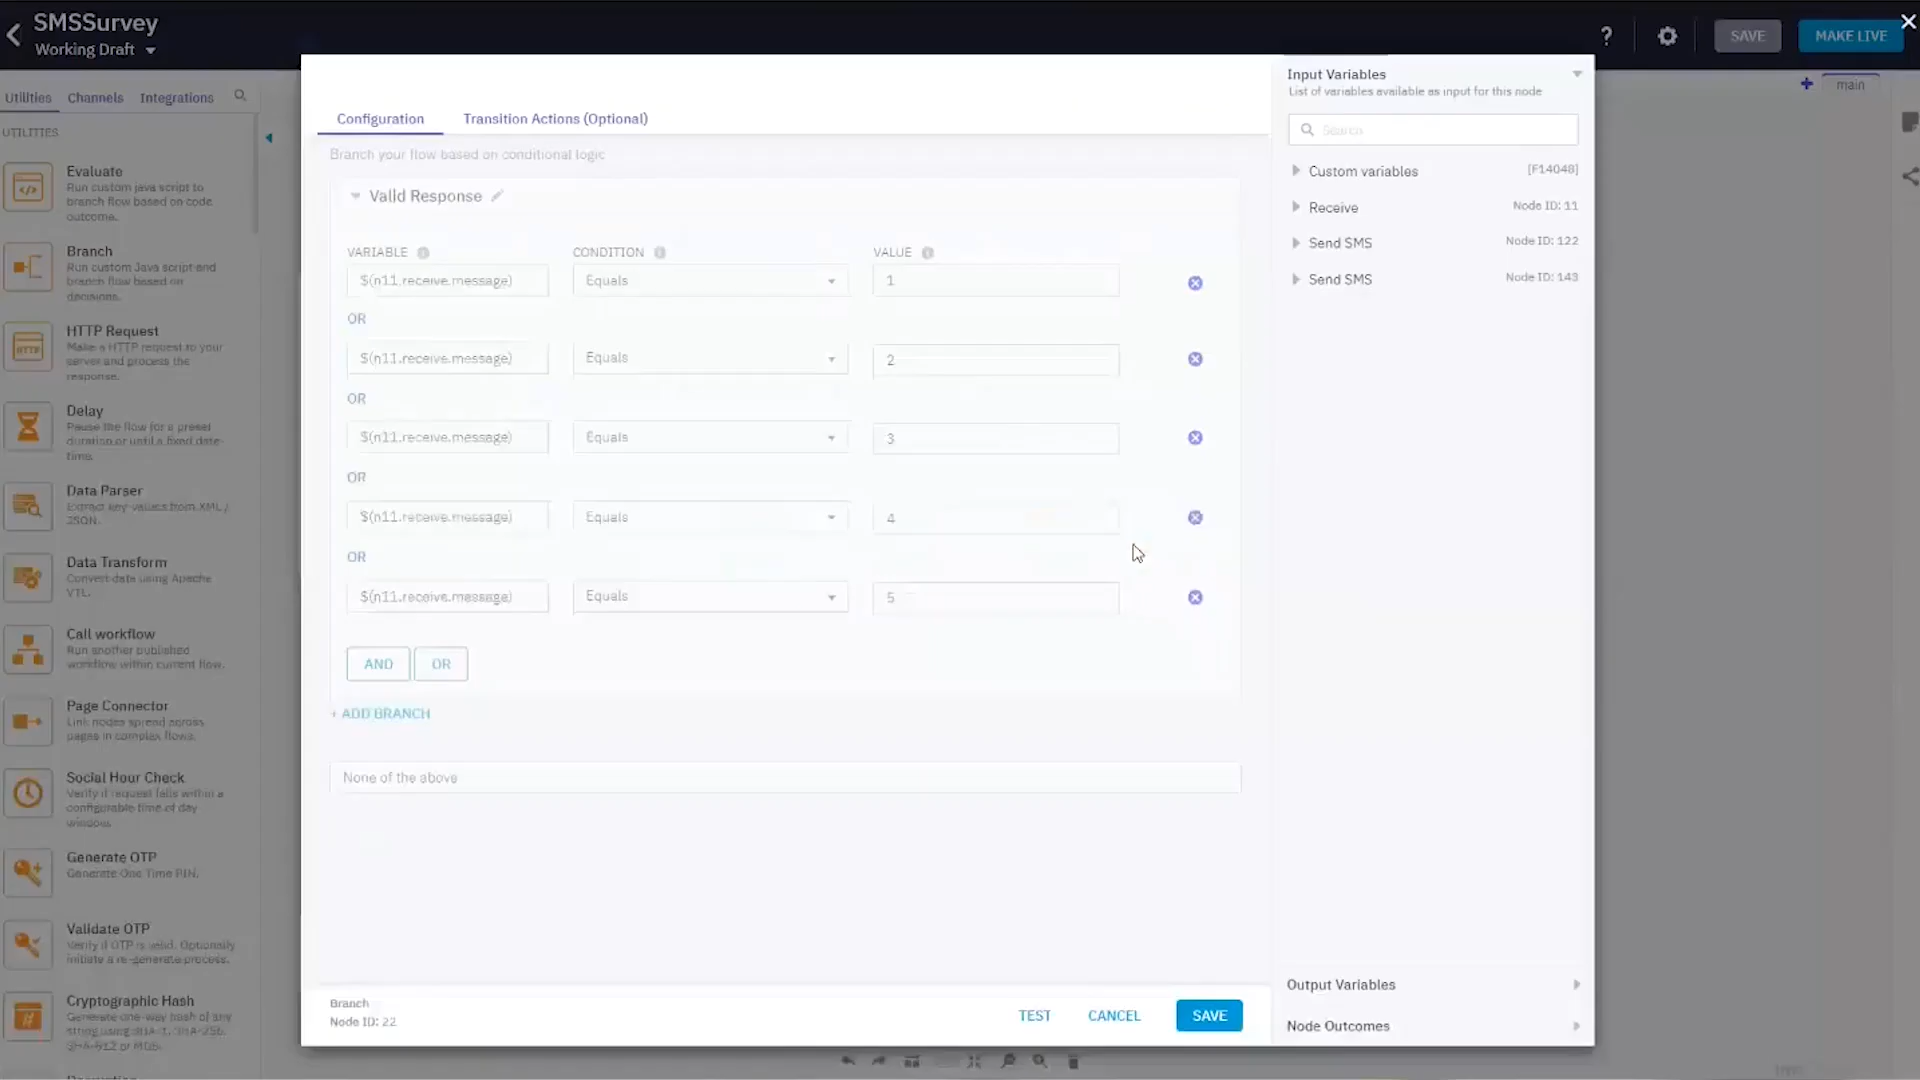 SMSSurvey
Working Draft
?
SAVE
MAKE LIVE
Utilities
Channels
Integrations
UTILITIES
Evaluate
Run custom java script to
branch flow based on code
outcome.
Branch
Run custom Java script and
branch flow based on
decisions.
HTTP Request
HTTP
Make a HTTP request to your
server and process the
response.
Delay
Pause the flow for a preset
duration or until a fixed date-
time.
Data Parser
Extract key-values from XML /
JSON.
Data Transform
Convert data using Apache
VTL.
Call workflow
Run another published
workflow within current flow.
Page Connector
Link nodes spread across
pages in complex flows.
Social Hour Check
Verify if request falls within a
configurable time of day
window.
Generate OTP
Generate One Time PIN.
Validate OTP
Verify if OTP is valid. Optionally
initiate a re-generate process.
Cryptographic Hash
Generate one-way hash of any
string using SHA-1, SHA-256,
SHA-512 or MD5.
Configuration
Transition Actions (Optional)
Branch your flow based on conditional logic
Valid Response
VARIABLE
CONDITION
VALUE
$(n11.receive.message)
Equals
1
OR
$(n11.receive.message)
Equals
2
OR
$(n11.receive.message)
Equals
3
OR
$(n11.receive.message)
Equals
4
OR
$(n11.receive.message)
Equals
5
AND
OR
+ ADD BRANCH
None of the above
Branch
Node ID: 22
TEST
CANCEL
SAVE
Input Variables
List of variables available as input for this node
Search
Custom variables
[F14048]
Receive
Node ID: 11
Send SMS
Node ID: 122
Send SMS
Node ID: 143
Output Variables
Node Outcomes
main